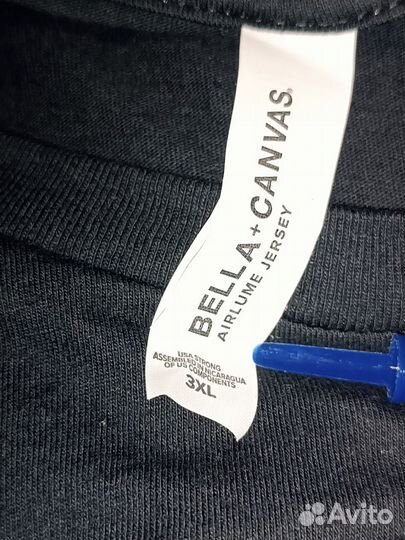 BELLA + CANVAS®
AIRLUME JERSEY
USA STRONG
ASSEMBLED IN NICARAGUA
OF US COMPONENTS
3XL
Avito